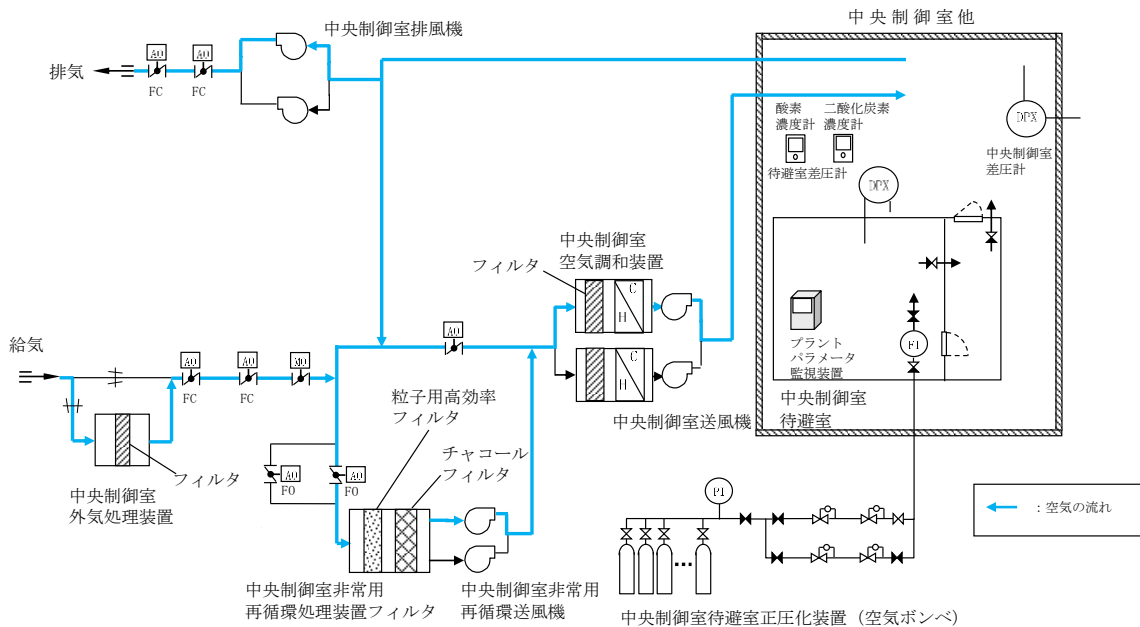 中央制御室他
中央制御室排風機
AO
AO
排気
FC
FC
酸素
濃度計
二酸化炭素
濃度計
DPX
中央制御室
差圧計
待避室差圧計
DPX
中央制御室
空気調和装置
フィルタ
C
H
C
H
AO
給気
AO
AO
MO
FC
FC
FI
プラント
パラメータ
監視装置
中央制御室
待避室
中央制御室送風機
粒子用高効率
フィルタ
チャコール
フィルタ
フィルタ
中央制御室
外気処理装置
AO
FO
AO
FO
PI
：空気の流れ
…
中央制御室非常用
再循環処理装置フィルタ
中央制御室非常用
再循環送風機
中央制御室待避室正圧化装置（空気ボンベ）